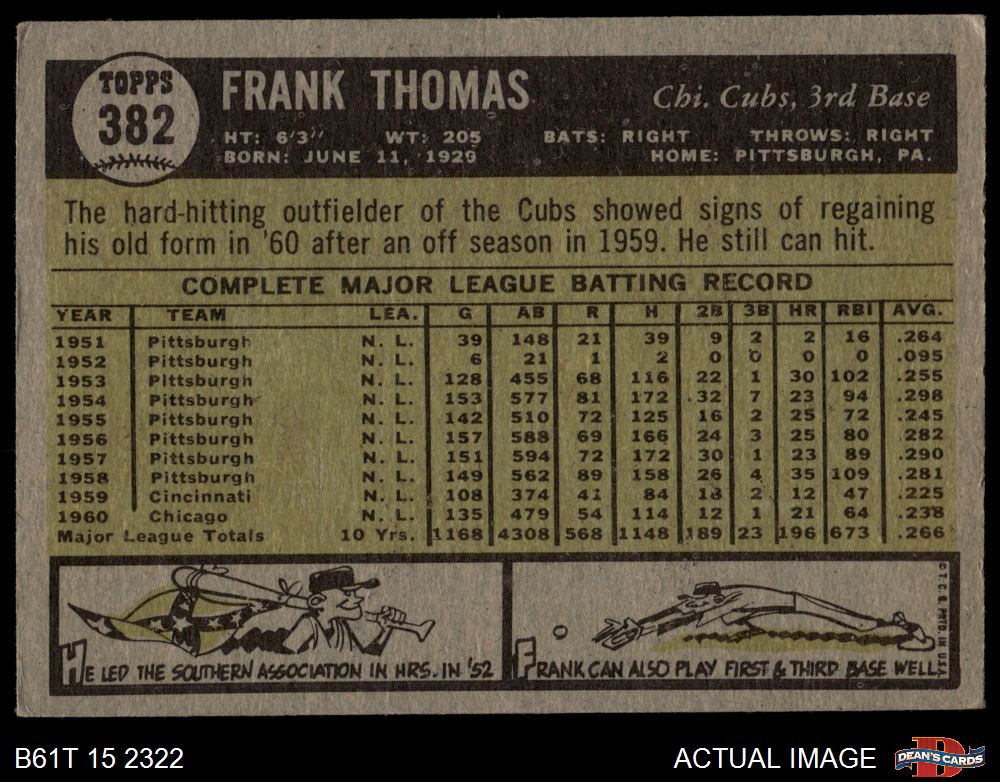 TOPPS
382
FRANK THOMAS
Chi. Cubs, 3rd Base
HT: 6'3" WT: 205 BATS: RIGHT THROWS: RIGHT
BORN: JUNE 11, 1929 HOME: PITTSBURGH, PA.
The hard-hitting outfielder of the Cubs showed signs of regaining
his old form in '60 after an off season in 1959. He still can hit.
COMPLETE MAJOR LEAGUE BATTING RECORD
YEAR TEAM LEA. G AB R H 2B 3B HR RBI AVG.
1951 Pittsburgh N. L. 39 148 21 39 9 2 2 16 .264
1952 Pittsburgh N. L. 6 21 1 2 0 0 0 0 .095
1953 Pittsburgh N. L. 128 455 68 116 22 1 30 102 .255
1954 Pittsburgh N. L. 153 577 81 172 32 7 23 94 .298
1955 Pittsburgh N. L. 142 510 72 125 16 2 25 72 .245
1956 Pittsburgh N. L. 157 588 69 166 24 3 25 80 .282
1957 Pittsburgh N. L. 151 594 72 172 30 1 23 89 .290
1958 Pittsburgh N. L. 149 562 89 158 26 4 35 109 .281
1959 Cincinnati N. L. 108 374 41 84 18 2 12 47 .225
1960 Chicago N. L. 135 479 54 114 12 1 21 64 .238
Major League Totals 10 Yrs. 1168 4308 568 1148 189 23 196 673 .266
HE LED THE SOUTHERN ASSOCIATION IN HRS. IN '52
FRANK CAN ALSO PLAY FIRST & THIRD BASE WELL
© T. C. G. PRTD. IN U.S.A.
B61T 15 2322
ACTUAL IMAGE
DEAN'S CARDS